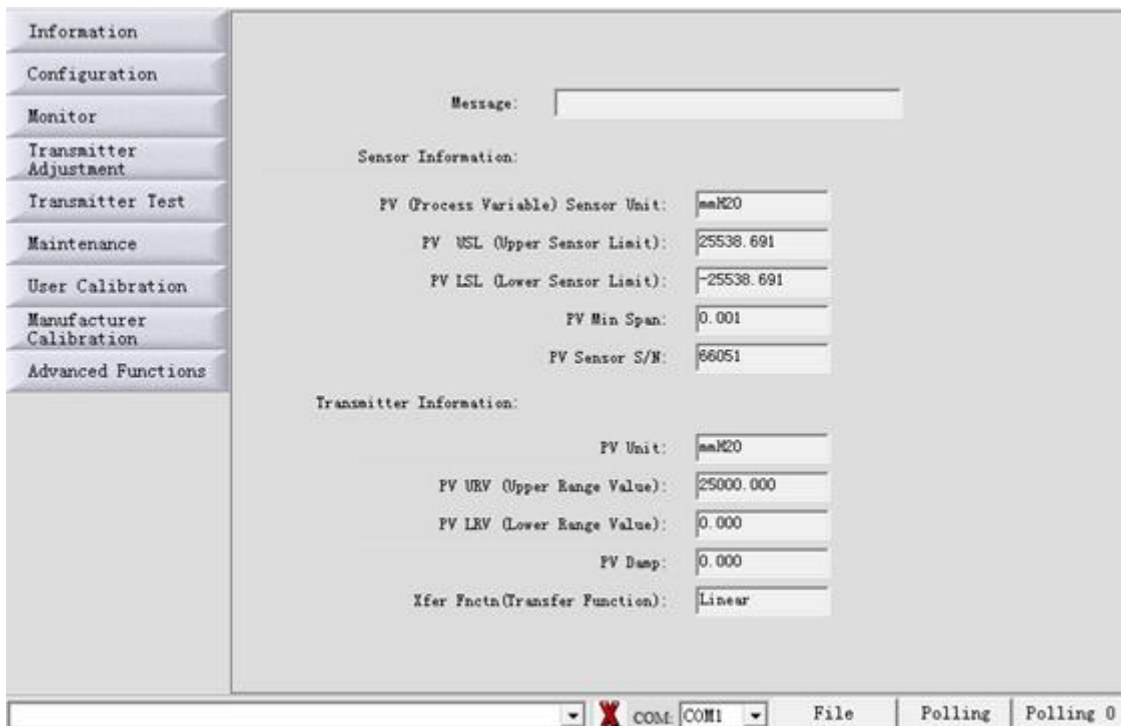 Information
Configuration
Monitor
Transmitter
Adjustment
Transmitter Test
Maintenance
User Calibration
Manufacturer
Calibration
Advanced Functions
Message:
Sensor Information:
PV (Process Variable) Sensor Unit: mmH20
PV USL (Upper Sensor Limit): 25538.691
PV LSL (Lower Sensor Limit): -25538.691
PV Min Span: 0.001
PV Sensor S/N: 66051
Transmitter Information:
PV Unit: mmH20
PV URV (Upper Range Value): 25000.000
PV LRV (Lower Range Value): 0.000
PV Damp: 0.000
Xfer Fnctn(Transfer Function): Linear
X COM: COM1 File Polling Polling 0